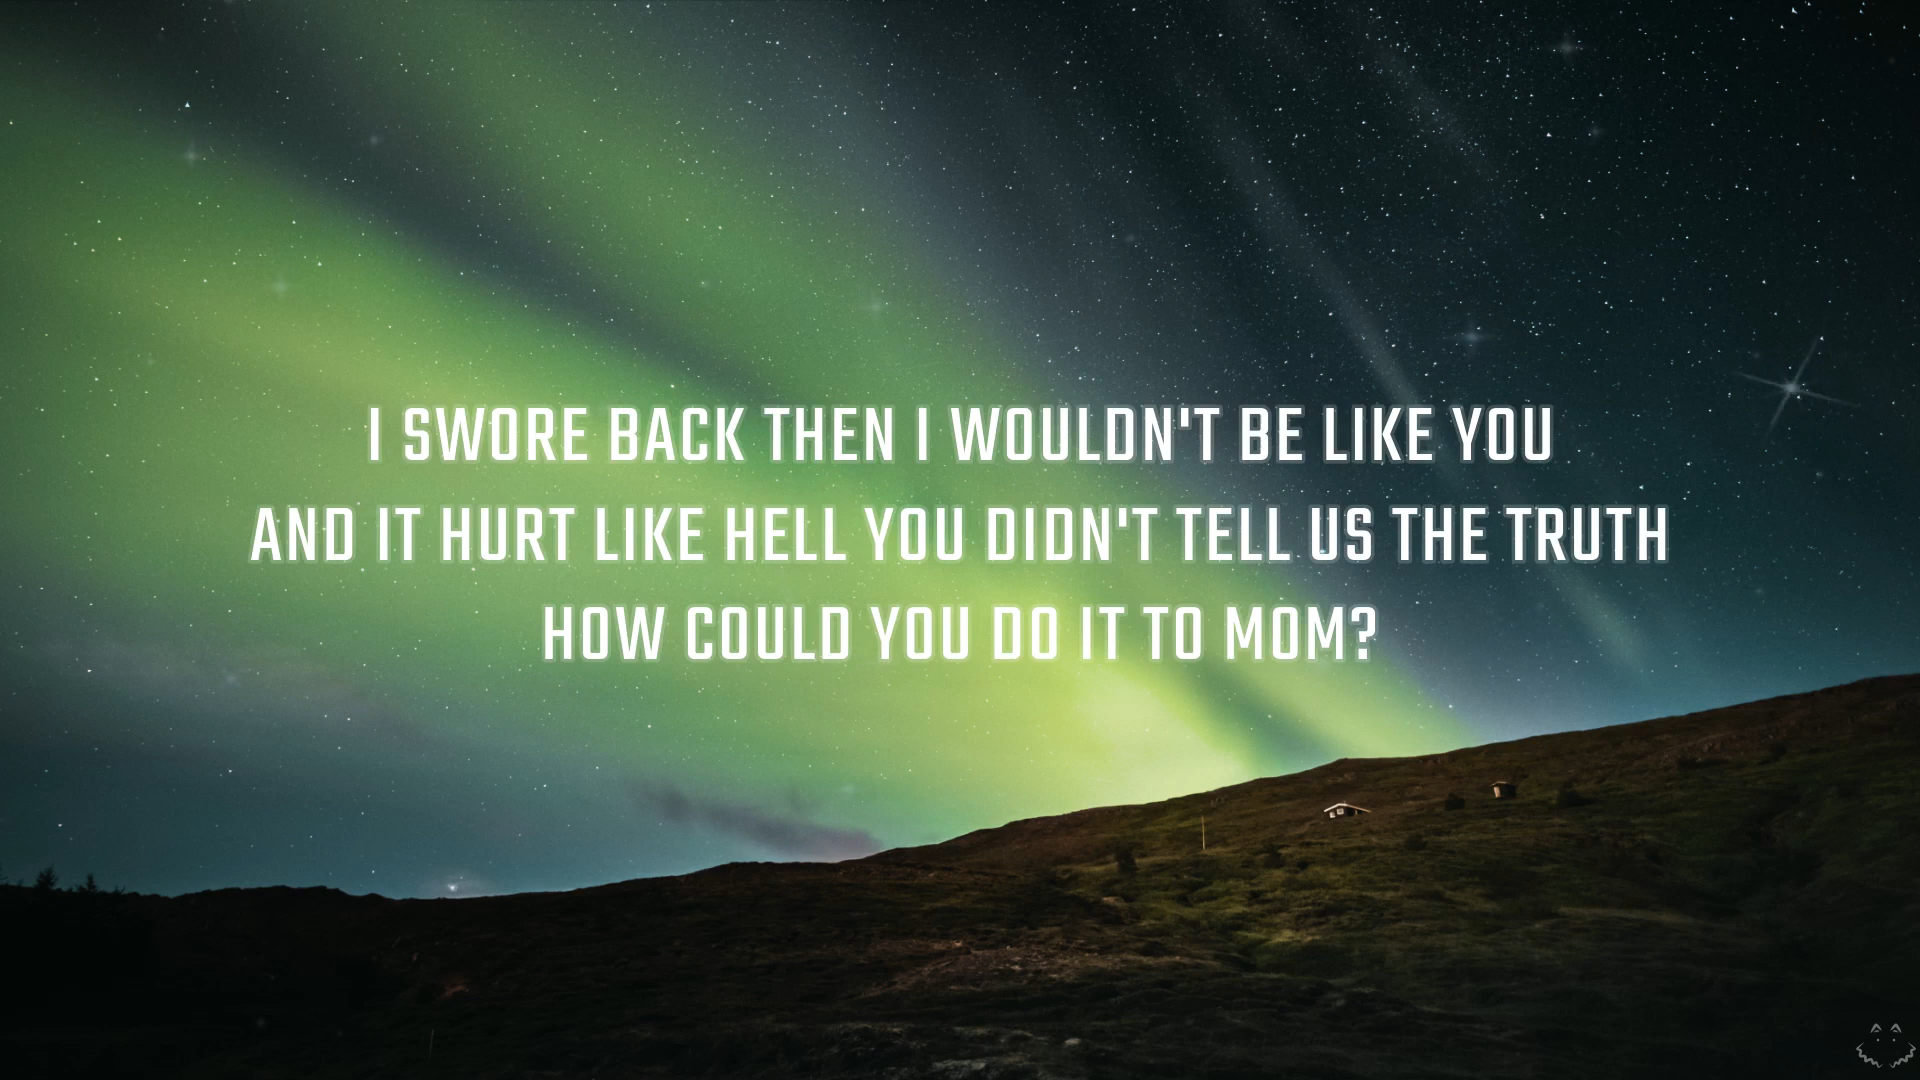 I SWORE BACK THEN I WOULDN'T BE LIKE YOU
AND IT HURT LIKE HELL YOU DIDN'T TELL US THE TRUTH
HOW COULD YOU DO IT TO MOM?